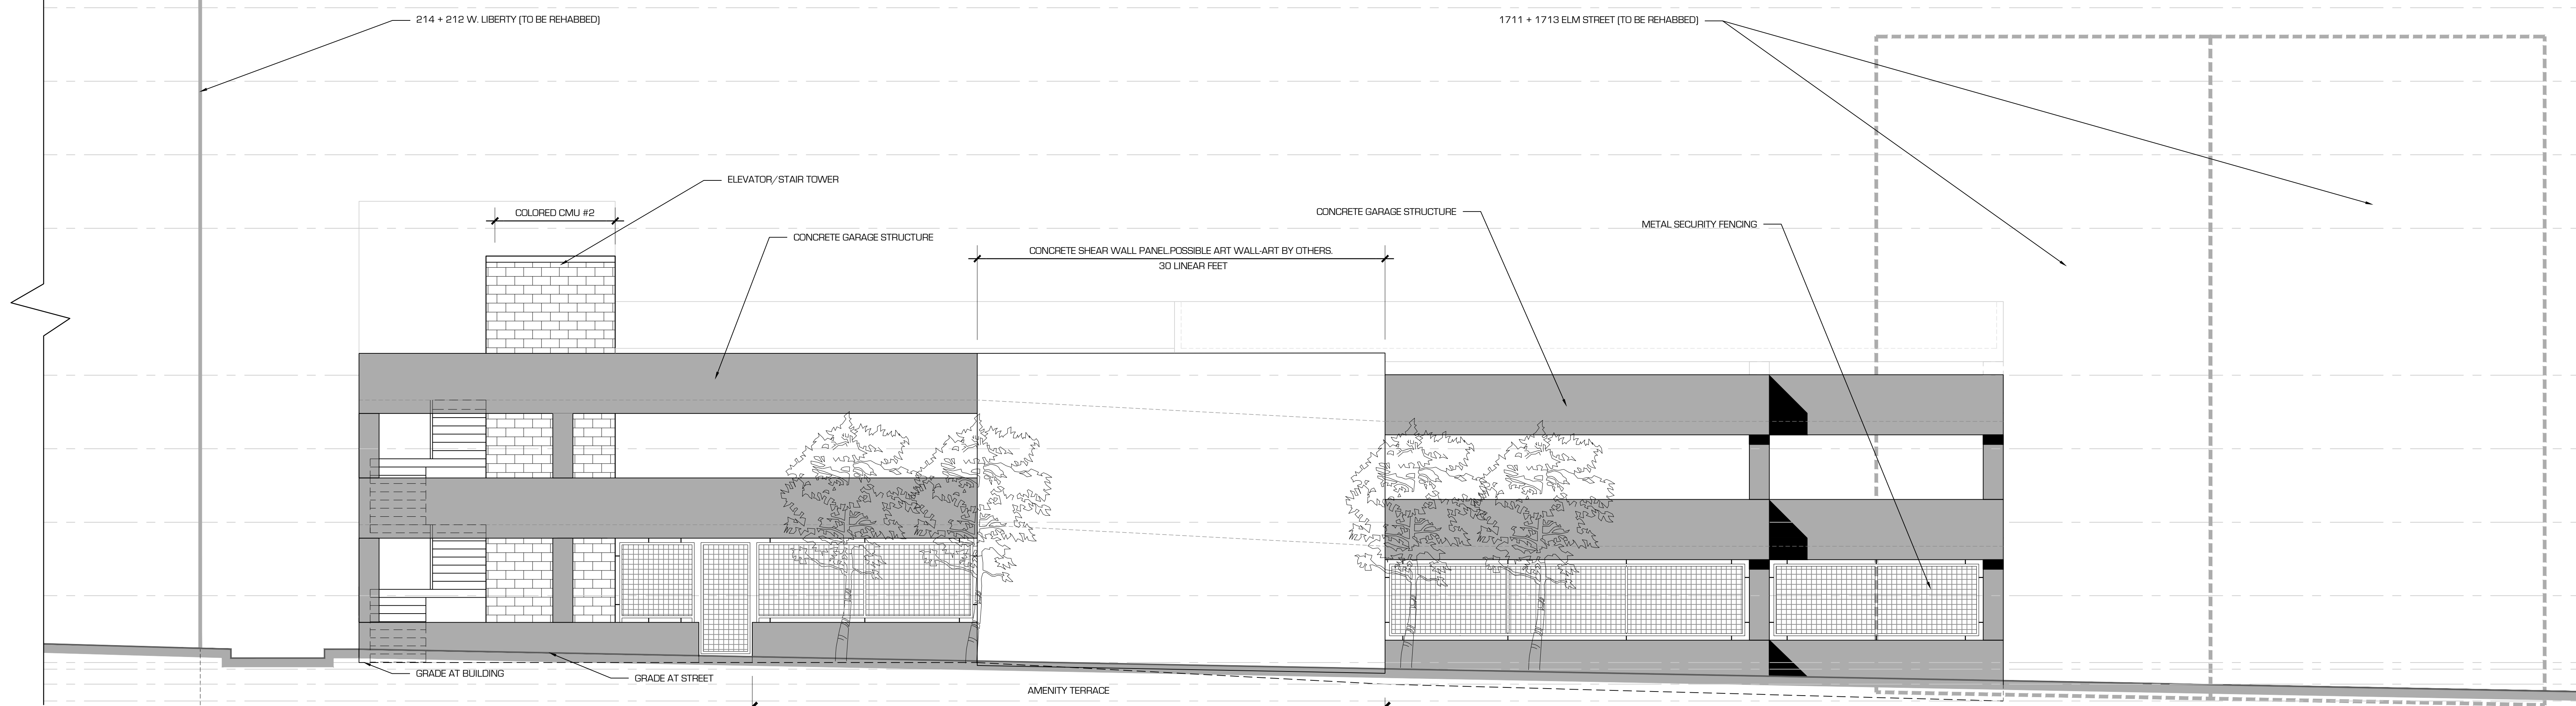 214 + 212 W. LIBERTY (TO BE REHABBED)
1711 + 1713 ELM STREET (TO BE REHABBED)
ELEVATOR/STAIR TOWER
COLORED CMU #2
CONCRETE GARAGE STRUCTURE
METAL SECURITY FENCING
CONCRETE GARAGE STRUCTURE
CONCRETE SHEAR WALL PANEL.POSSIBLE ART WALL-ART BY OTHERS.
30 LINEAR FEET
GRADE AT BUILDING
GRADE AT STREET
AMENITY TERRACE